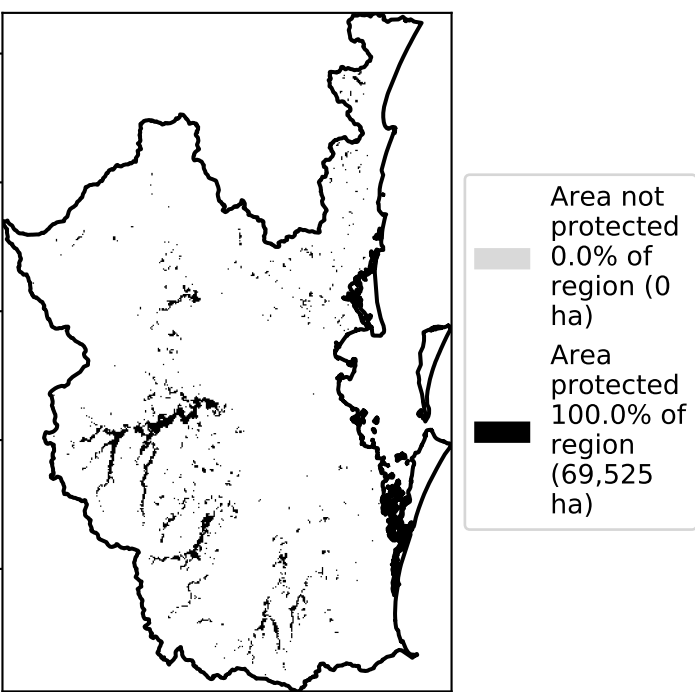 Area not
protected
0.0% of
region (0
ha)
Area
protected
100.0% of
region
(69,525
ha)